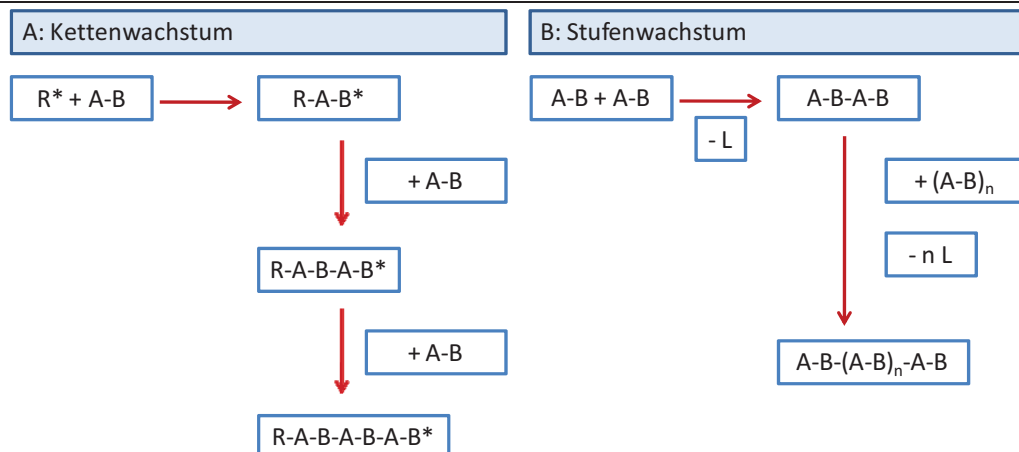 A: Kettenwachstum
R* + A-B
R-A-B*
+ A-B
R-A-B-A-B*
+ A-B
R-A-B-A-B-A-B*
B: Stufenwachstum
A-B + A-B
- L
A-B-A-B
+ (A-B)n
- n L
A-B-(A-B)n-A-B